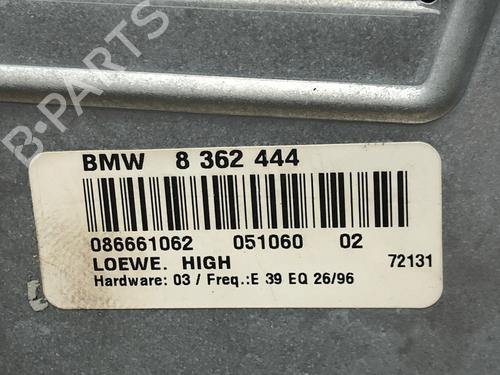 B-PARTS
BMW 8 362 444
086661062 051060 02
LOEWE. HIGH 72131
Hardware: 03 / Freq.:E 39 EQ 26/96